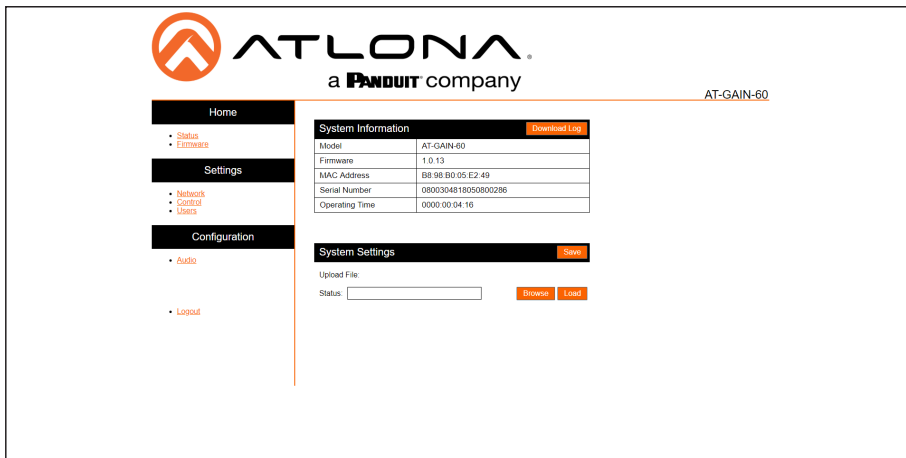 ATLONA.
a PANDUIT company
AT-GAIN-60
Home
Status
Firmware
Settings
Network
Control
Users
Configuration
Audio
Logout
System Information Download Log
Model AT-GAIN-60
Firmware 1.0.13
MAC Address B8:98:B0:05:E2:49
Serial Number 0800304818050800286
Operating Time 0000:00:04:16
System Settings Save
Upload File:
Status: Browse Load